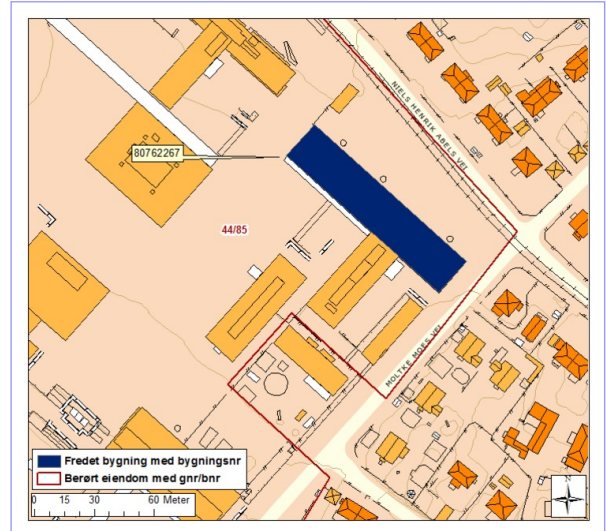 NIELS HENRIK ABELS VEI
80762267
44/85
MOLTKE MOES VEI
Fredet bygning med bygningsnr
Berørt eiendom med gnr/bnr
0 15 30 60 Meter